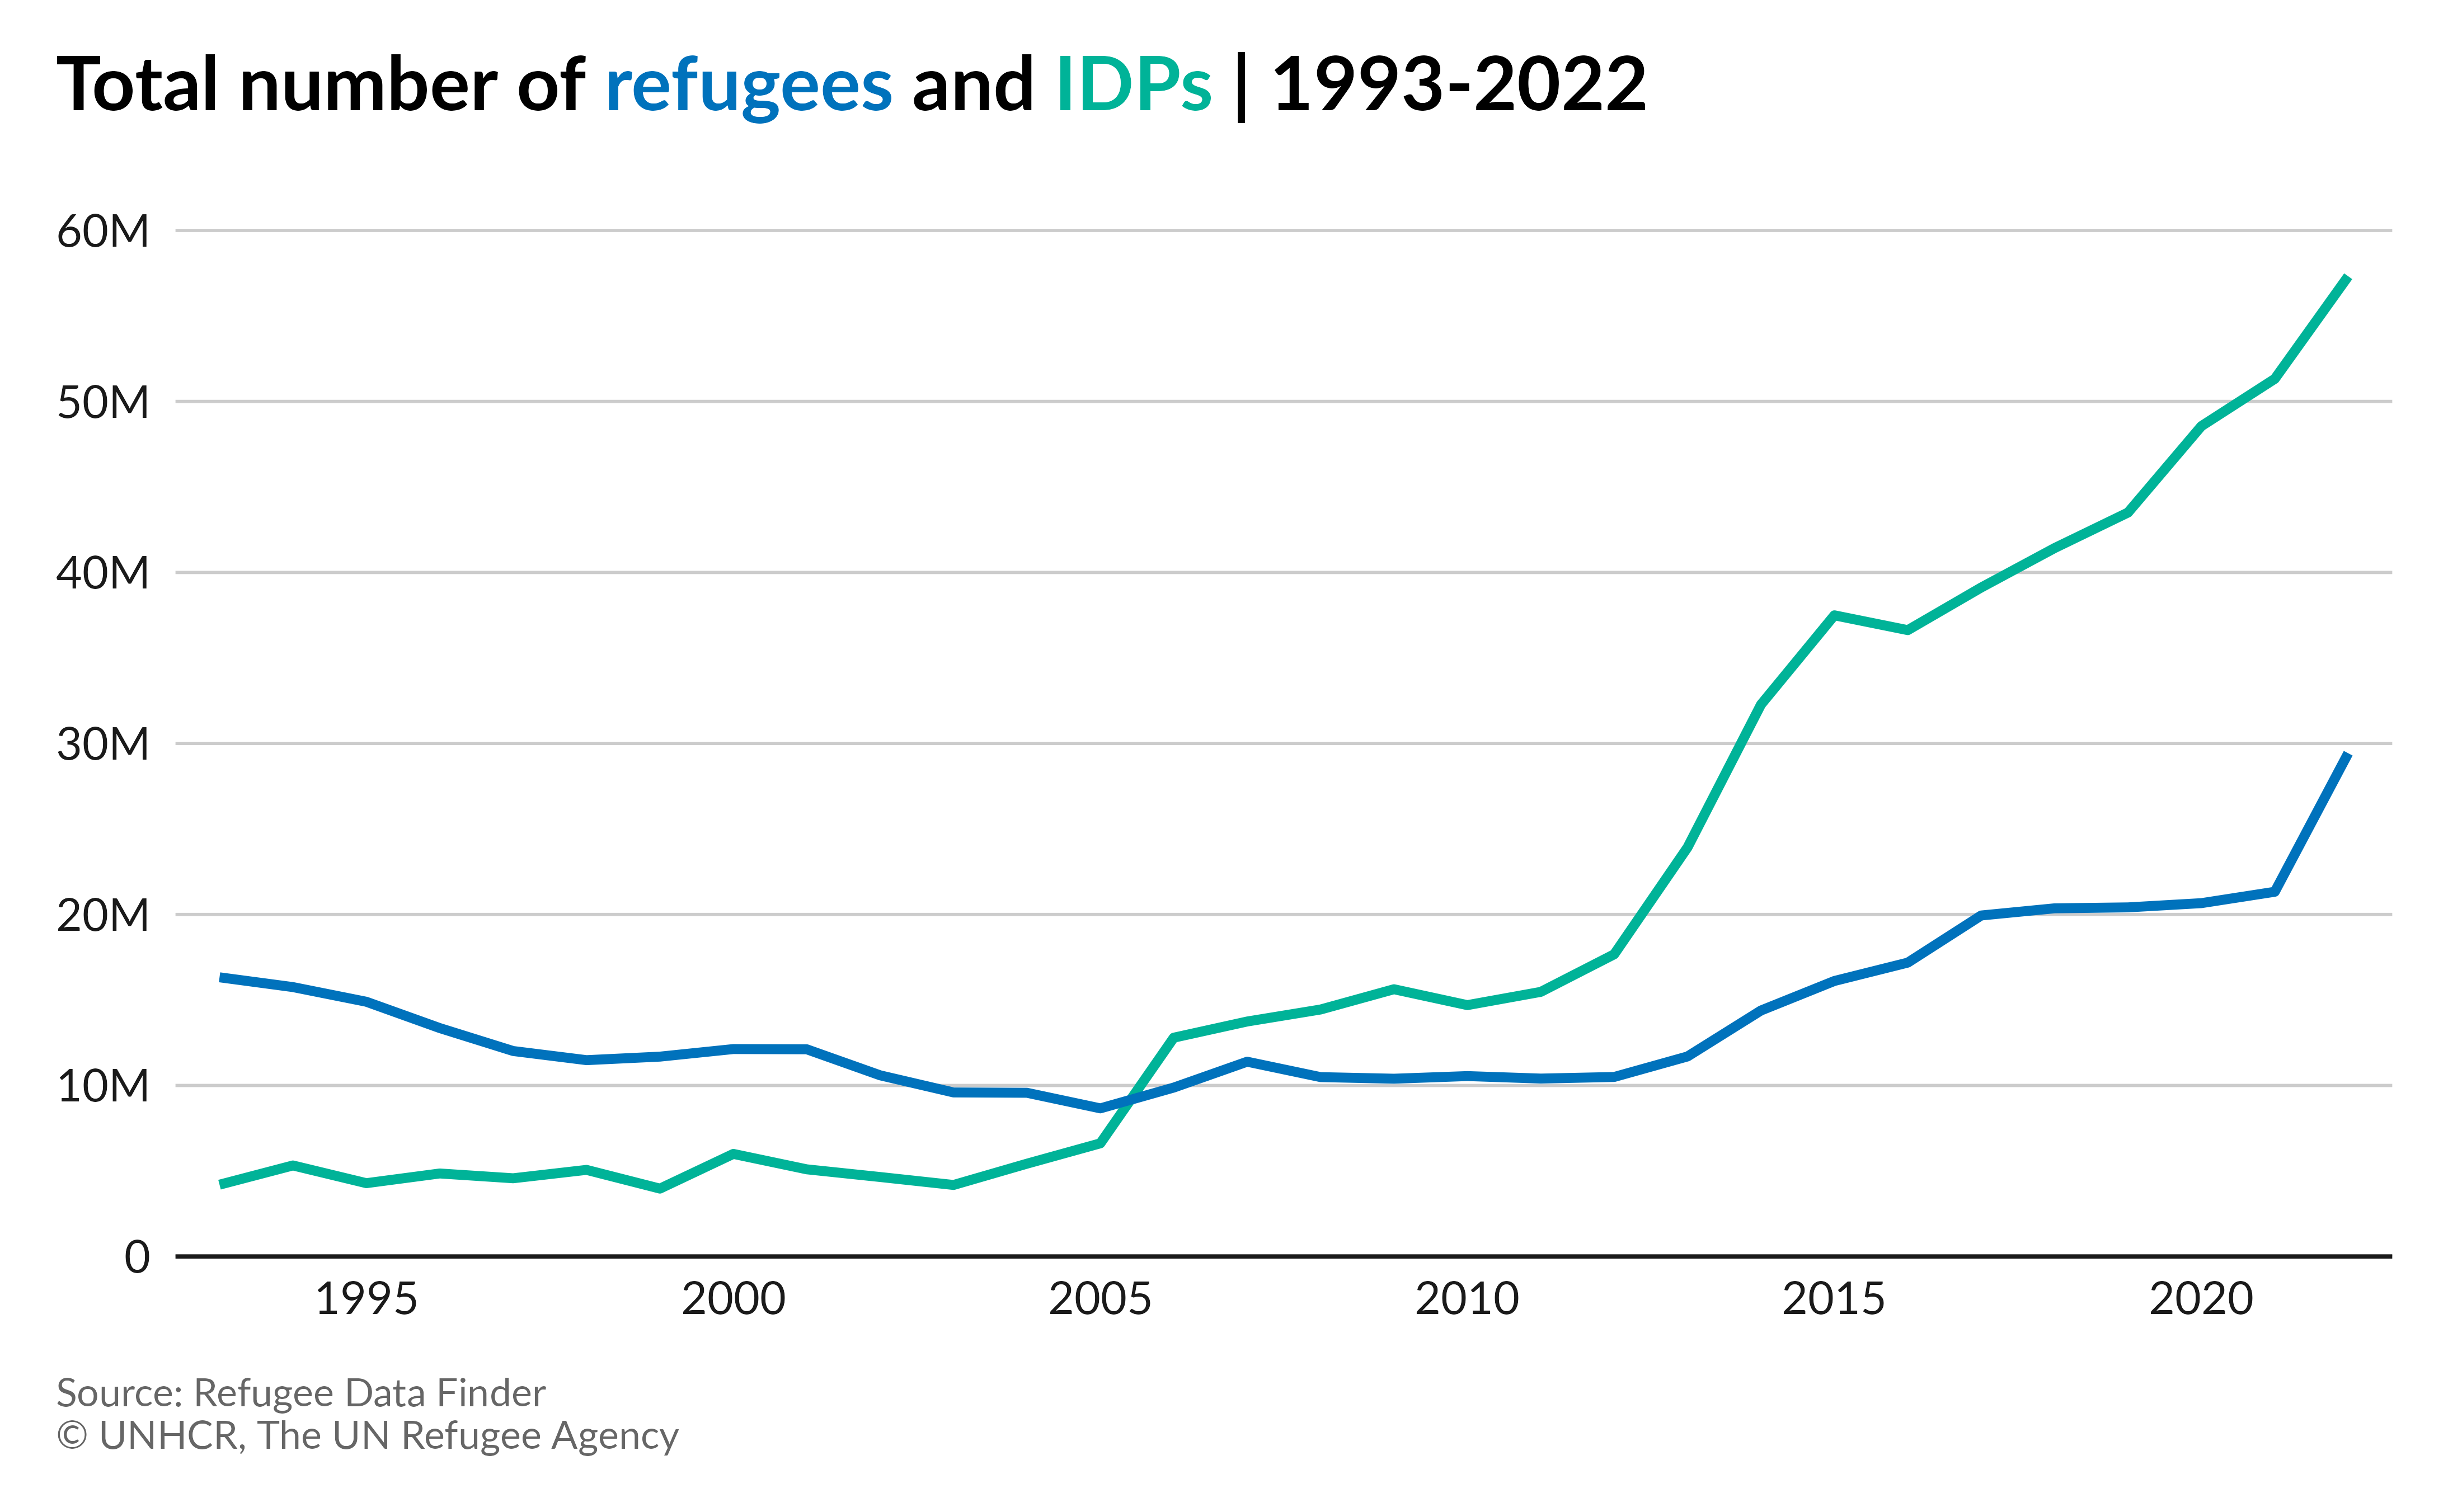 Total number of refugees and IDPs | 1993-2022
60M
50M
40M
30M
20M
10M
0
1995 2000 2005 2010 2015 2020
Source: Refugee Data Finder
© UNHCR, The UN Refugee Agency